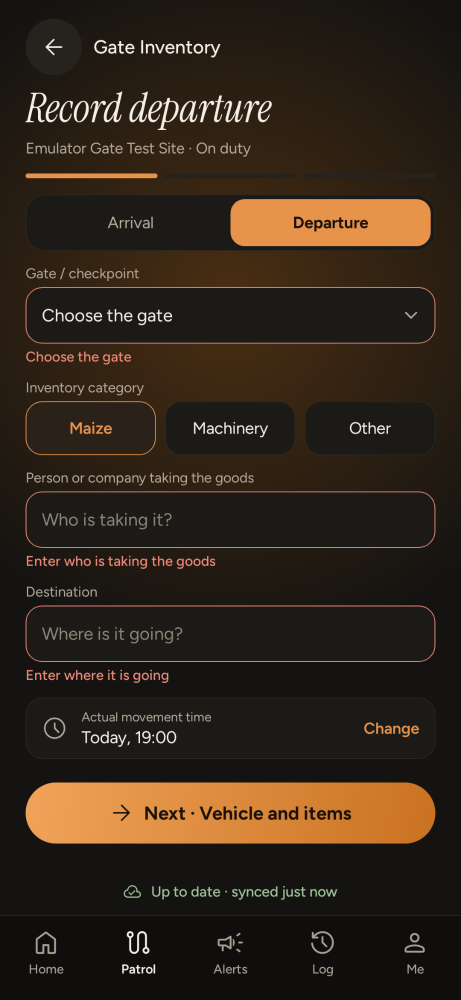 Gate Inventory
Record departure
Emulator Gate Test Site · On duty
Arrival
Departure
Gate / checkpoint
Choose the gate
Choose the gate
Inventory category
Maize
Machinery
Other
Person or company taking the goods
Who is taking it?
Enter who is taking the goods
Destination
Where is it going?
Enter where it is going
Actual movement time
Today, 19:00
Change
Next · Vehicle and items
Up to date · synced just now
Home
Patrol
Alerts
Log
Me